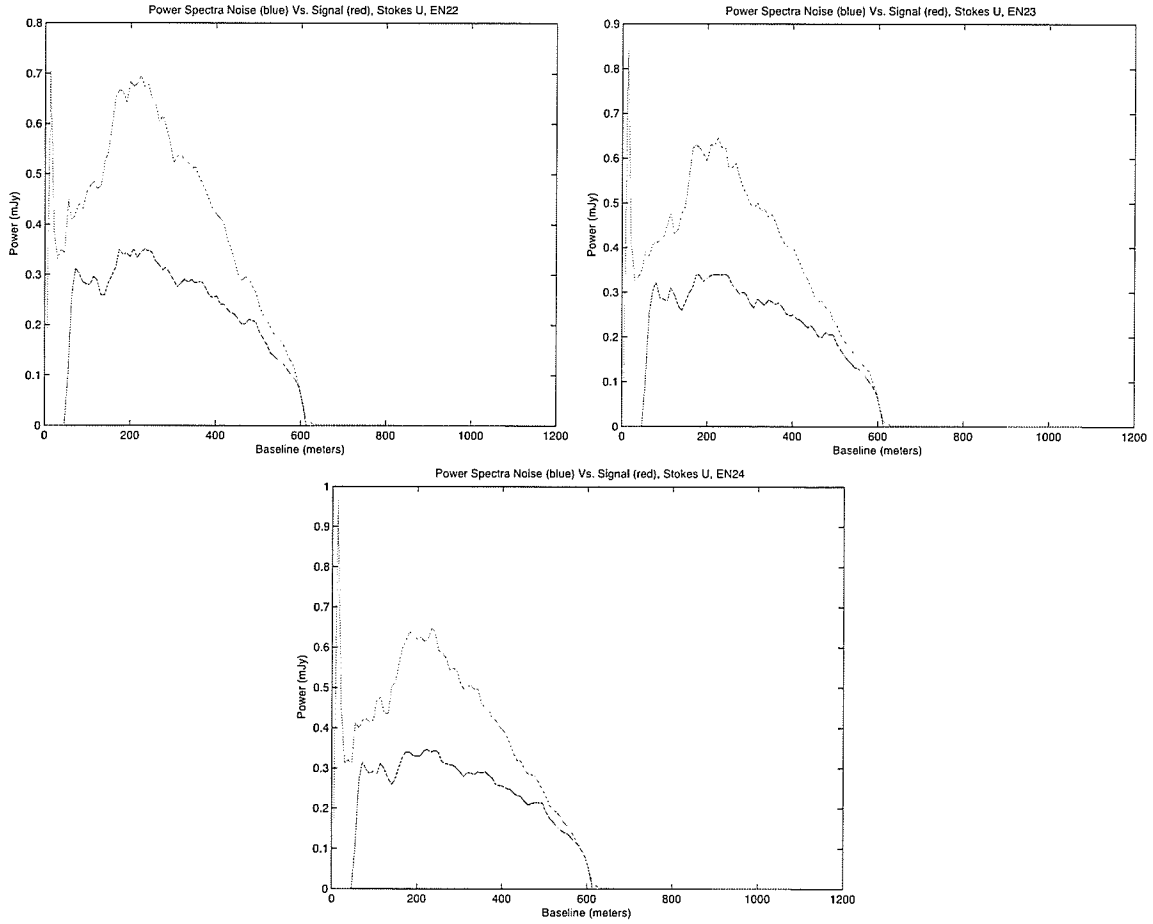 Power Spectra Noise (blue) Vs. Signal (red), Stokes U, EN22
0.8
0.7
0.6
0.5
0.4
0.3
0.2
0.1
0
Power (mJy)
0 200 400 600 800 1000 1200
Baseline (meters)
Power Spectra Noise (blue) Vs. Signal (red), Stokes U, EN23
0.9
0.8
0.7
0.6
0.5
0.4
0.3
0.2
0.1
0
Power (mJy)
0 200 400 600 800 1000 1200
Baseline (meters)
Power Spectra Noise (blue) Vs. Signal (red), Stokes U, EN24
1
0.9
0.8
0.7
0.6
0.5
0.4
0.3
0.2
0.1
0
Power (mJy)
0 200 400 600 800 1000 1200
Baseline (meters)